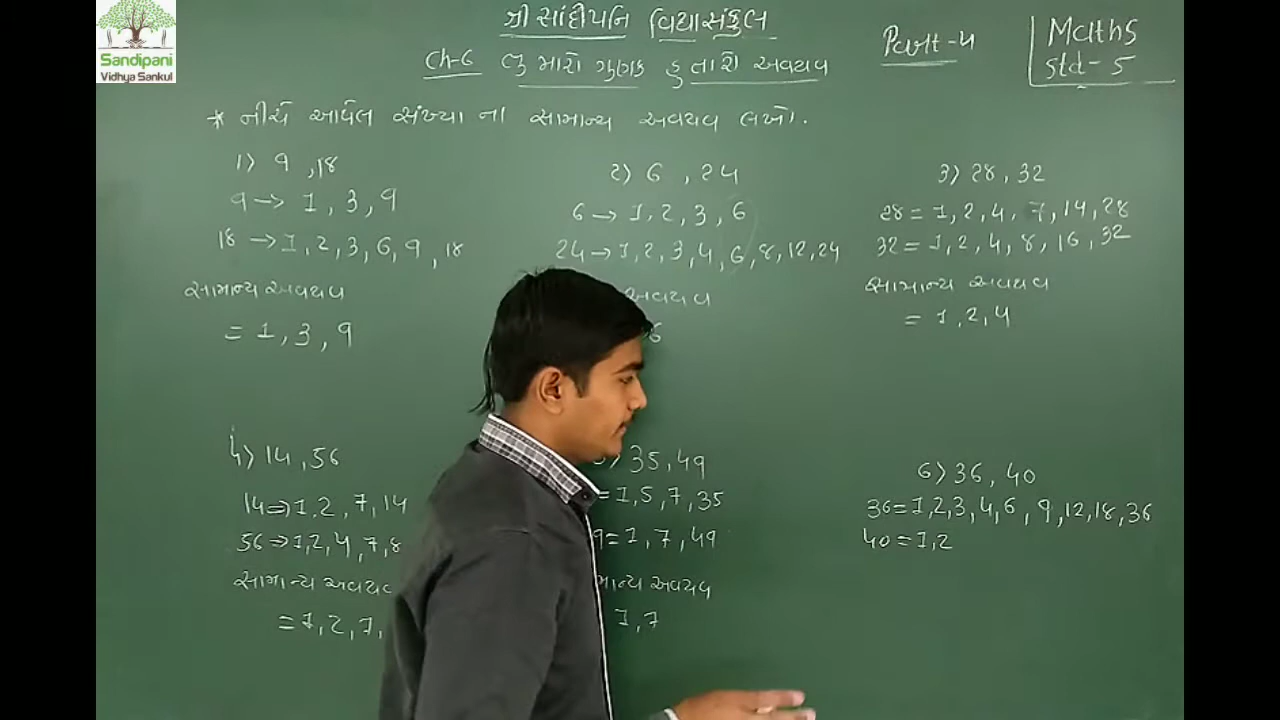 Sandipani
Vidhya Sankul
શ્રી સાંદીપનિ વિદ્યાસંકુલ
Part-4
Maths
Std-5
Ch-6 તુ મારો ગુણક હુ તારો અવયવ
* નીચે આપેલ સંખ્યા ના સામાન્ય અવયવ લખો.
1) 9, 18
9 → 1, 3, 9
18 → 1, 2, 3, 6, 9, 18
સામાન્ય અવયવ
= 1, 3, 9
2) 6, 24
6 → 1, 2, 3, 6
24 → 1, 2, 3, 4, 6, 8, 12, 24
અવયવ
6
3) 28, 32
28 = 1, 2, 4, 7, 14, 28
32 = 1, 2, 4, 8, 16, 32
સામાન્ય અવયવ
= 1, 2, 4
4) 14, 56
14 ⇒ 1, 2, 7, 14
56 ⇒ 1, 2, 4, 7, 8
સામાન્ય અવયવ
= 1, 2, 7,
) 35, 49
= 1, 5, 7, 35
9 = 1, 7, 49
માન્ય અવયવ
1, 7
6) 36, 40
36 = 1, 2, 3, 4, 6, 9, 12, 18, 36
40 = 1, 2